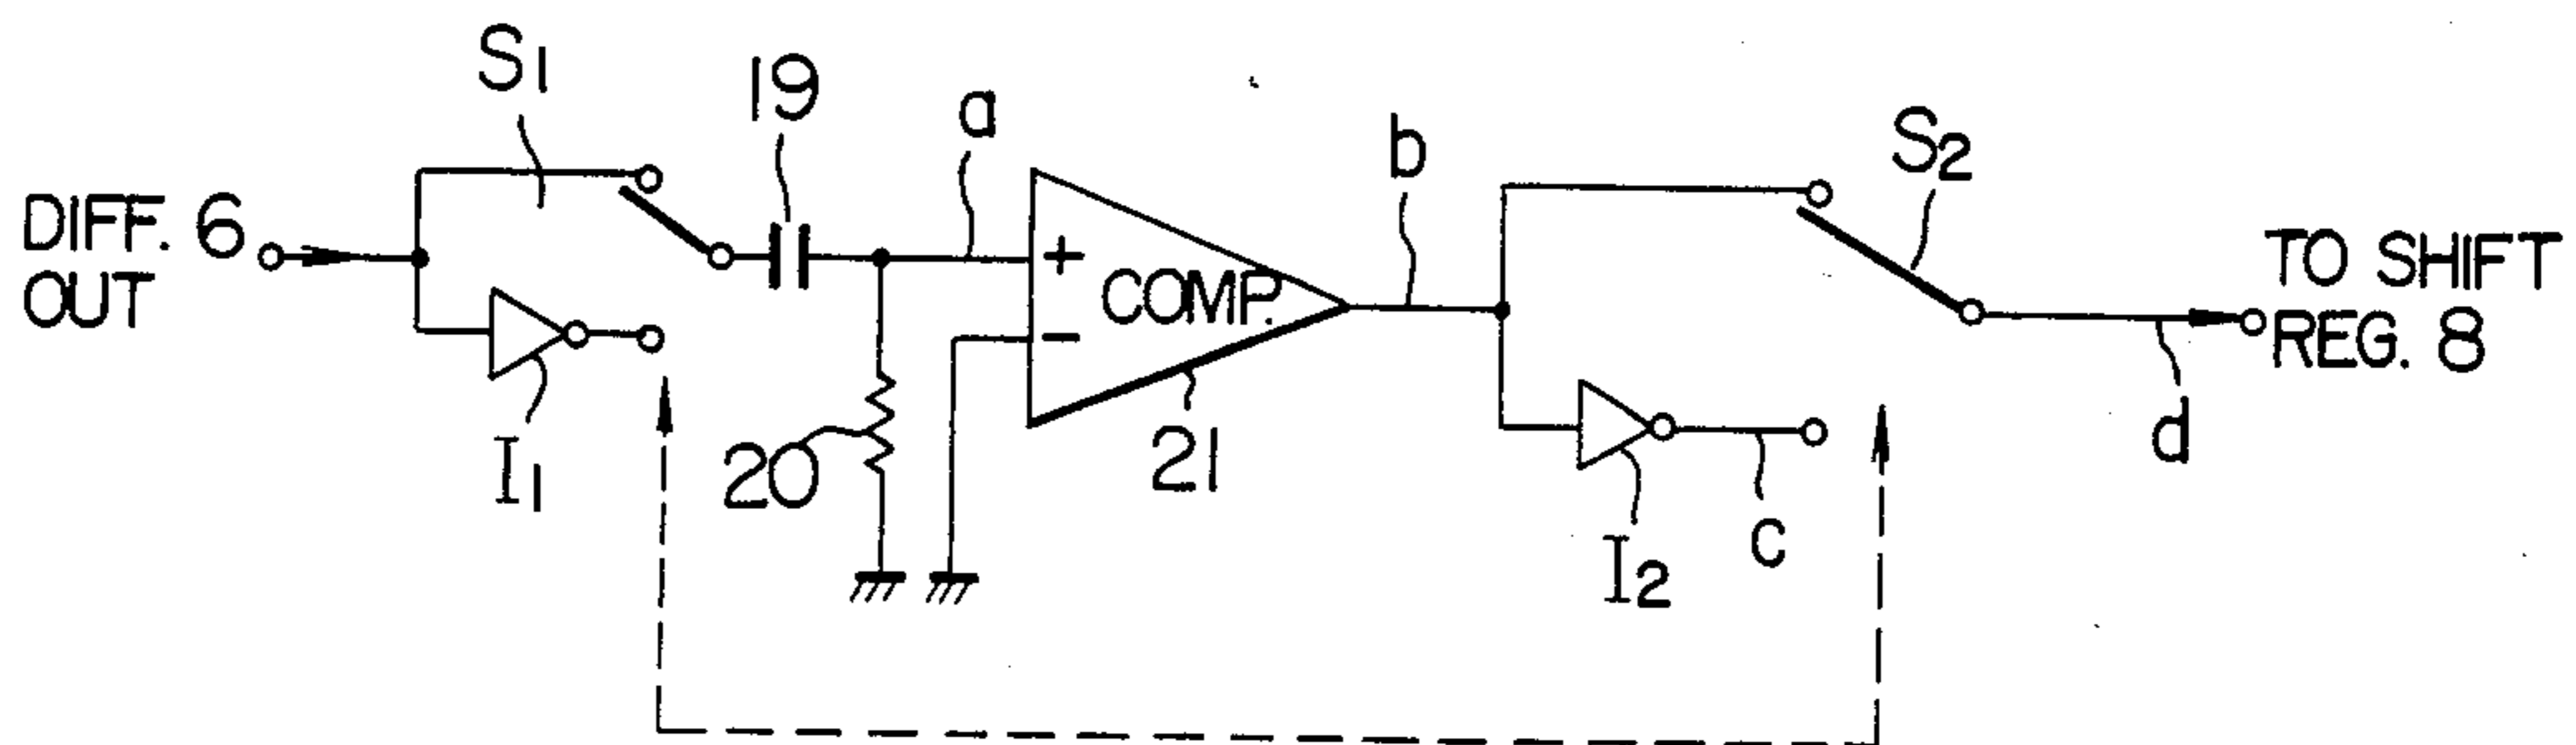 S1
19
a
b
S2
DIFF. 6
OUT
+
COMP.
−
TO SHIFT
REG. 8
I1
20
21
I2
c
d